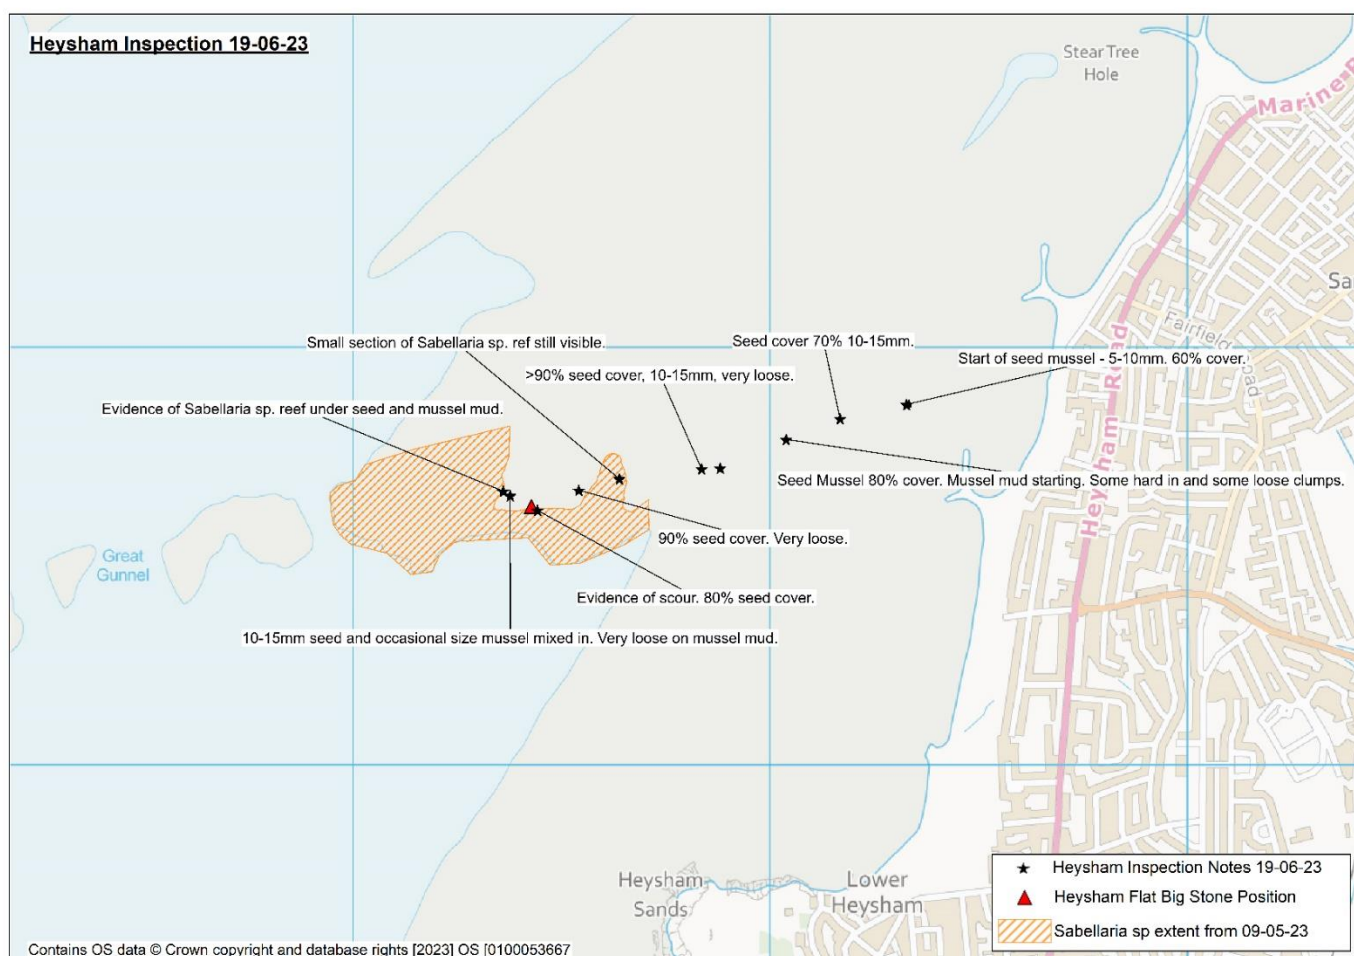 Heysham Inspection 19-06-23
Stear Tree
Hole
Marine R
Sa
Fairfield Road
Heysham Road
Small section of Sabellaria sp. ref still visible.
Seed cover 70% 10-15mm.
Start of seed mussel - 5-10mm. 60% cover.
>90% seed cover, 10-15mm, very loose.
Evidence of Sabellaria sp. reef under seed and mussel mud.
Seed Mussel 80% cover. Mussel mud starting. Some hard in and some loose clumps.
90% seed cover. Very loose.
Great
Gunnel
Evidence of scour. 80% seed cover.
10-15mm seed and occasional size mussel mixed in. Very loose on mussel mud.
Heysham
Sands
Lower
Heysham
Heysham Inspection Notes 19-06-23
Heysham Flat Big Stone Position
Sabellaria sp extent from 09-05-23
Contains OS data © Crown copyright and database rights [2023] OS [0100053667